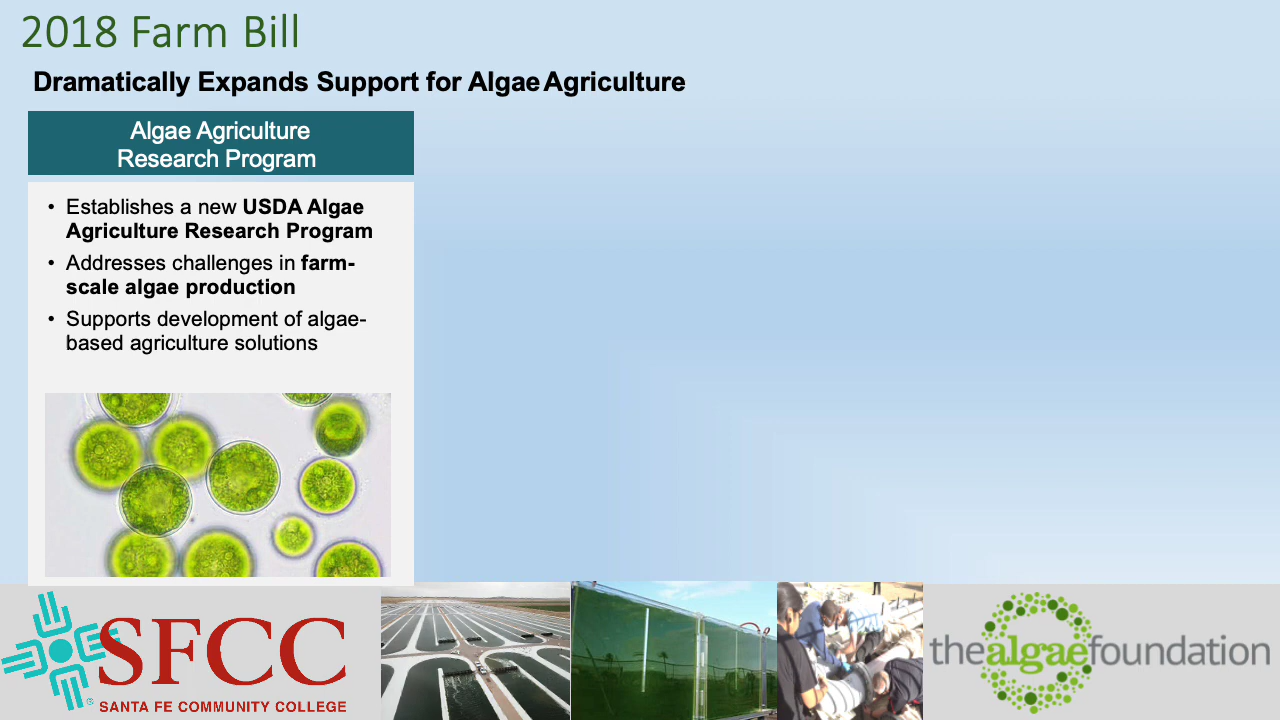 2018 Farm Bill
Dramatically Expands Support for Algae Agriculture
Algae Agriculture
Research Program
• Establishes a new USDA Algae
Agriculture Research Program
• Addresses challenges in farm-
scale algae production
• Supports development of algae-
based agriculture solutions
SFCC
®
SANTA FE COMMUNITY COLLEGE
thealgaefoundation